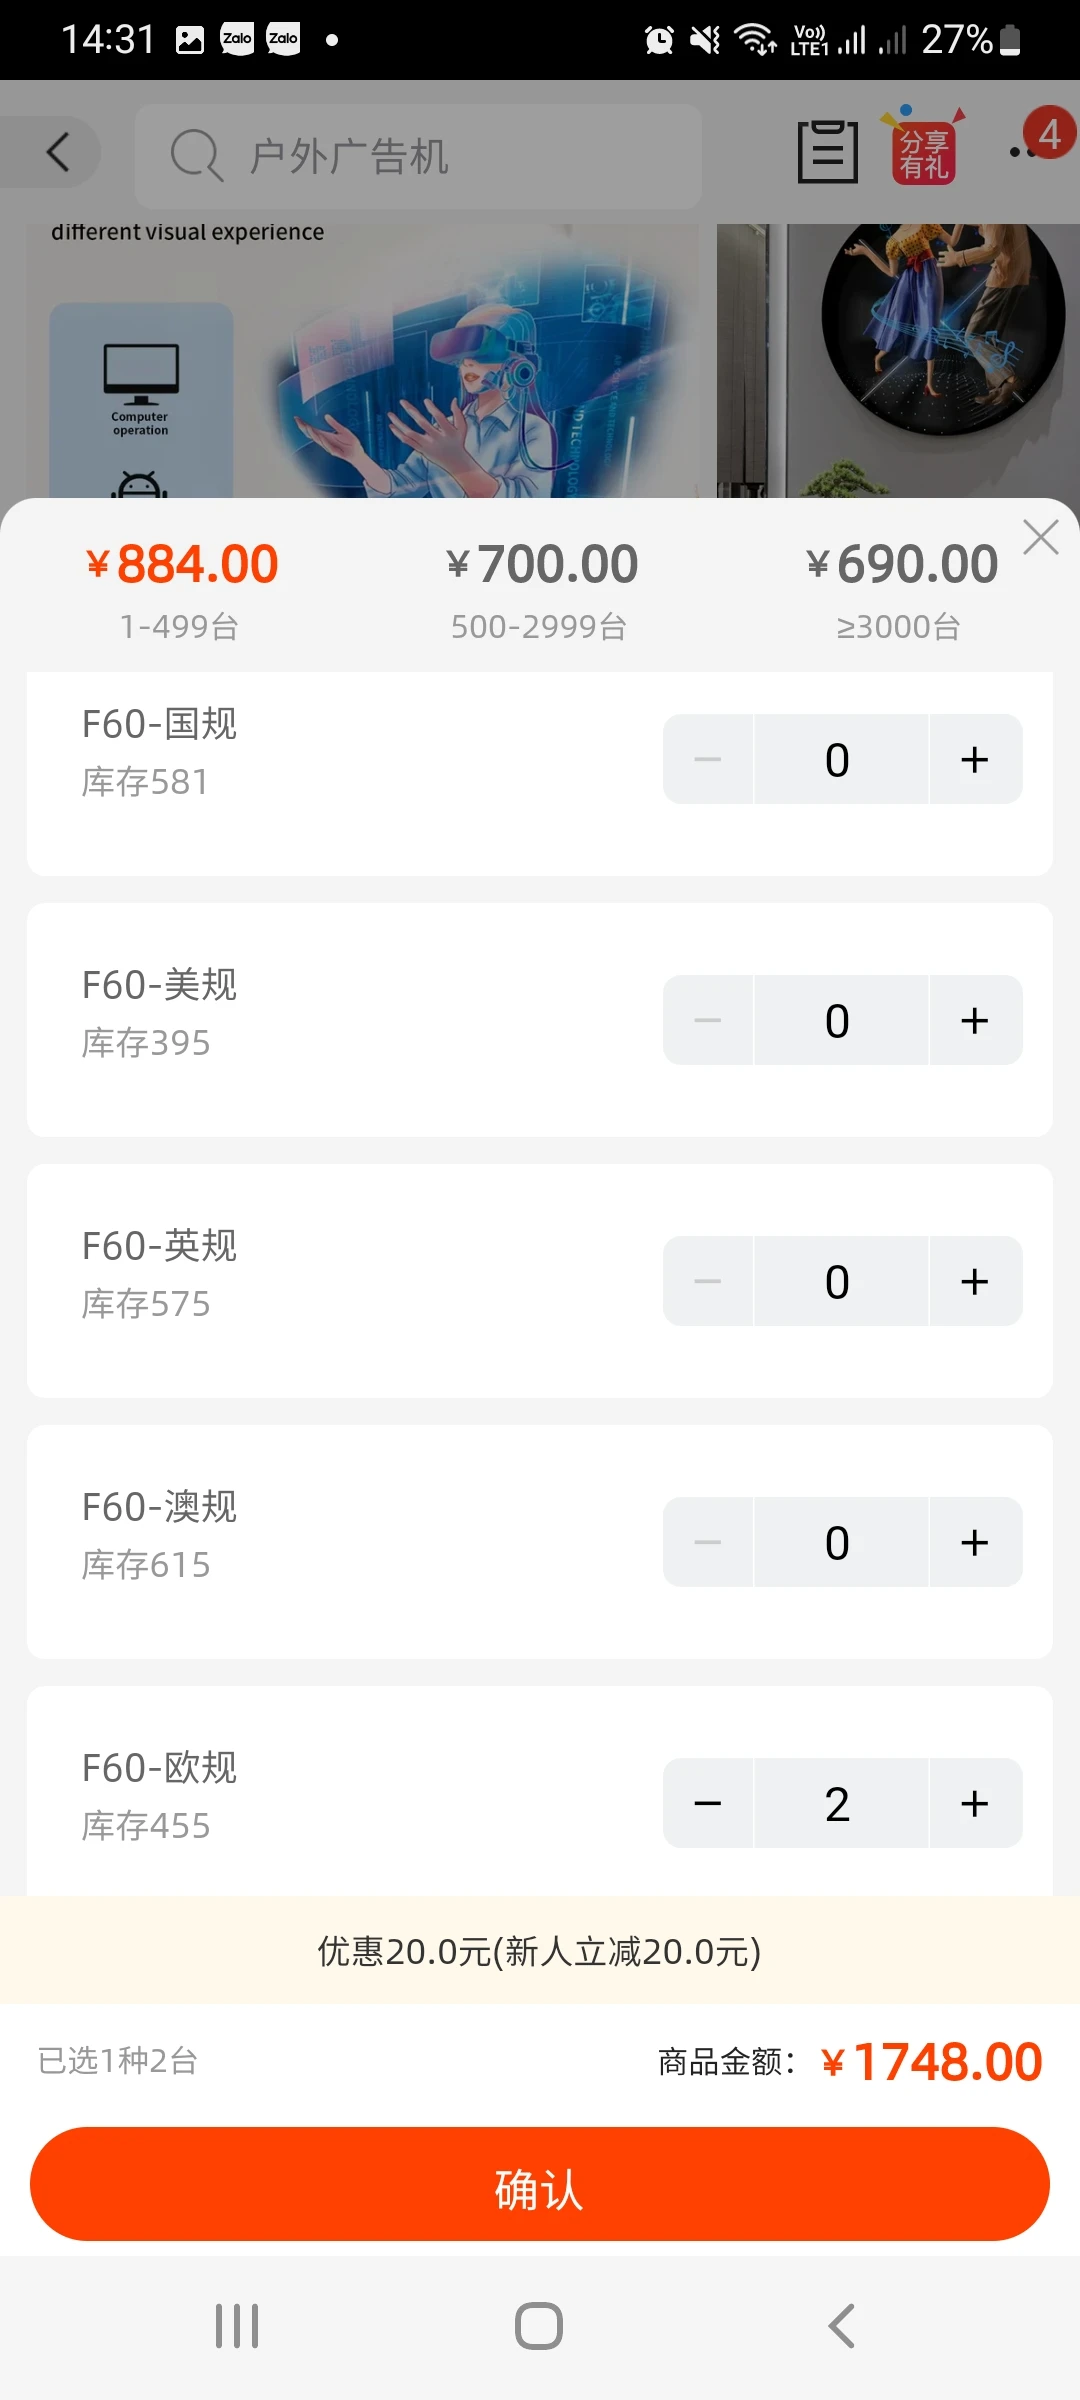 14:31 Zalo Zalo Vo)) LTE1 27%
户外广告机
分享
有礼
4
different visual experience
Computer
operation
¥884.00 ¥700.00 ¥690.00
1-499台 500-2999台 ≥3000台
F60-国规
库存581
0
F60-美规
库存395
0
F60-英规
库存575
0
F60-澳规
库存615
0
F60-欧规
库存455
2
优惠20.0元(新人立减20.0元)
已选1种2台 商品金额：¥1748.00
确认